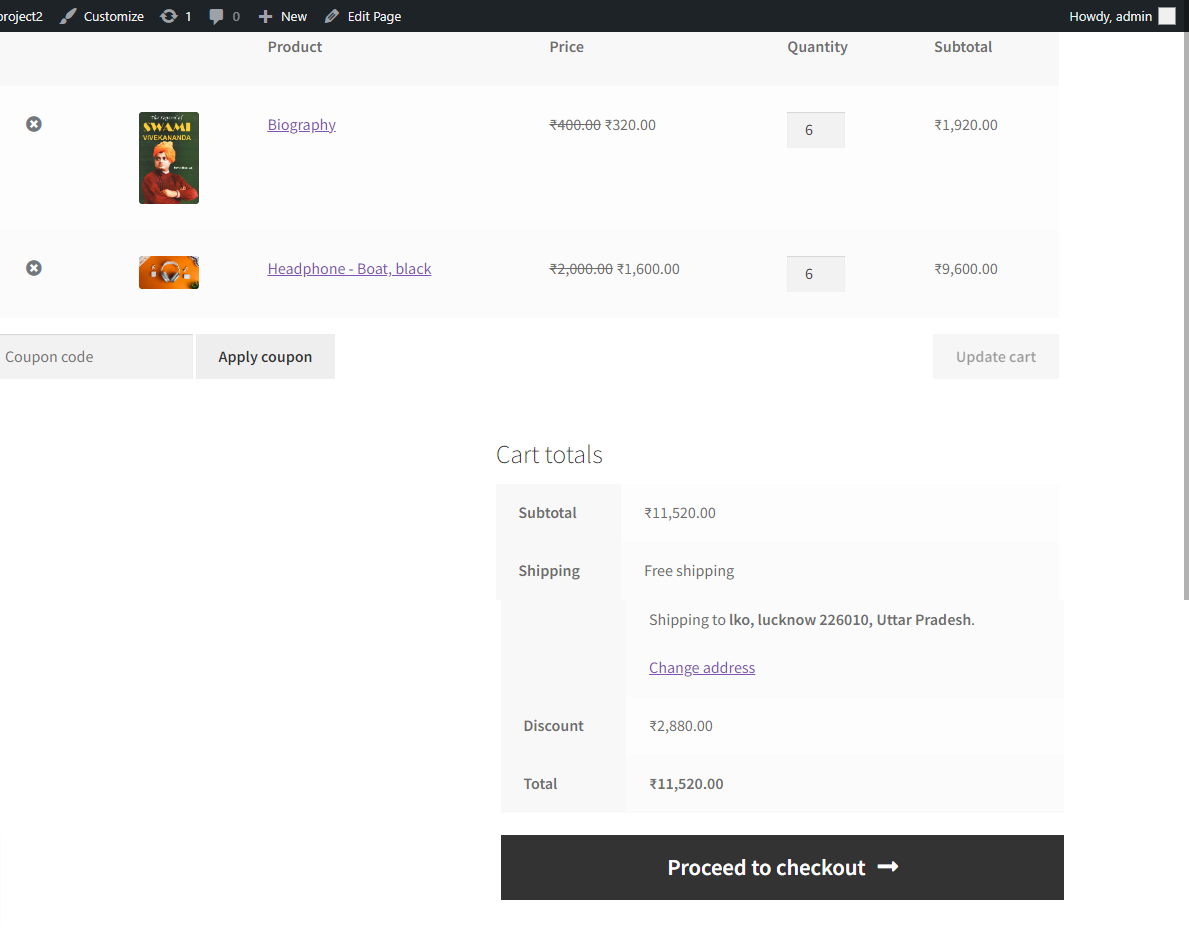 project2 Customize 1 0 New Edit Page Howdy, admin
Product Price Quantity Subtotal
Biography ₹400.00 ₹320.00 6 ₹1,920.00
The Legend of
SWAMI
VIVEKANANDA
Headphone - Boat, black ₹2,000.00 ₹1,600.00 6 ₹9,600.00
Coupon code Apply coupon Update cart
Cart totals
Subtotal ₹11,520.00
Shipping Free shipping
Shipping to lko, lucknow 226010, Uttar Pradesh.
Change address
Discount ₹2,880.00
Total ₹11,520.00
Proceed to checkout